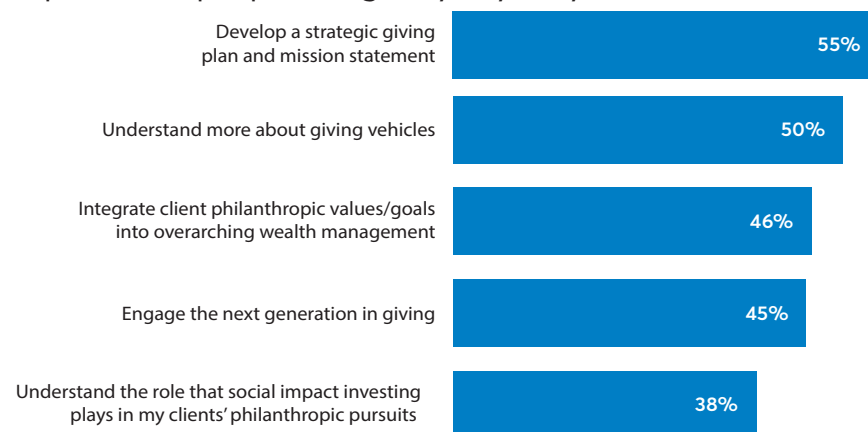 Develop a strategic giving
plan and mission statement
55%
Understand more about giving vehicles
50%
Integrate client philanthropic values/goals
into overarching wealth management
46%
Engage the next generation in giving
45%
Understand the role that social impact investing
plays in my clients' philanthropic pursuits
38%